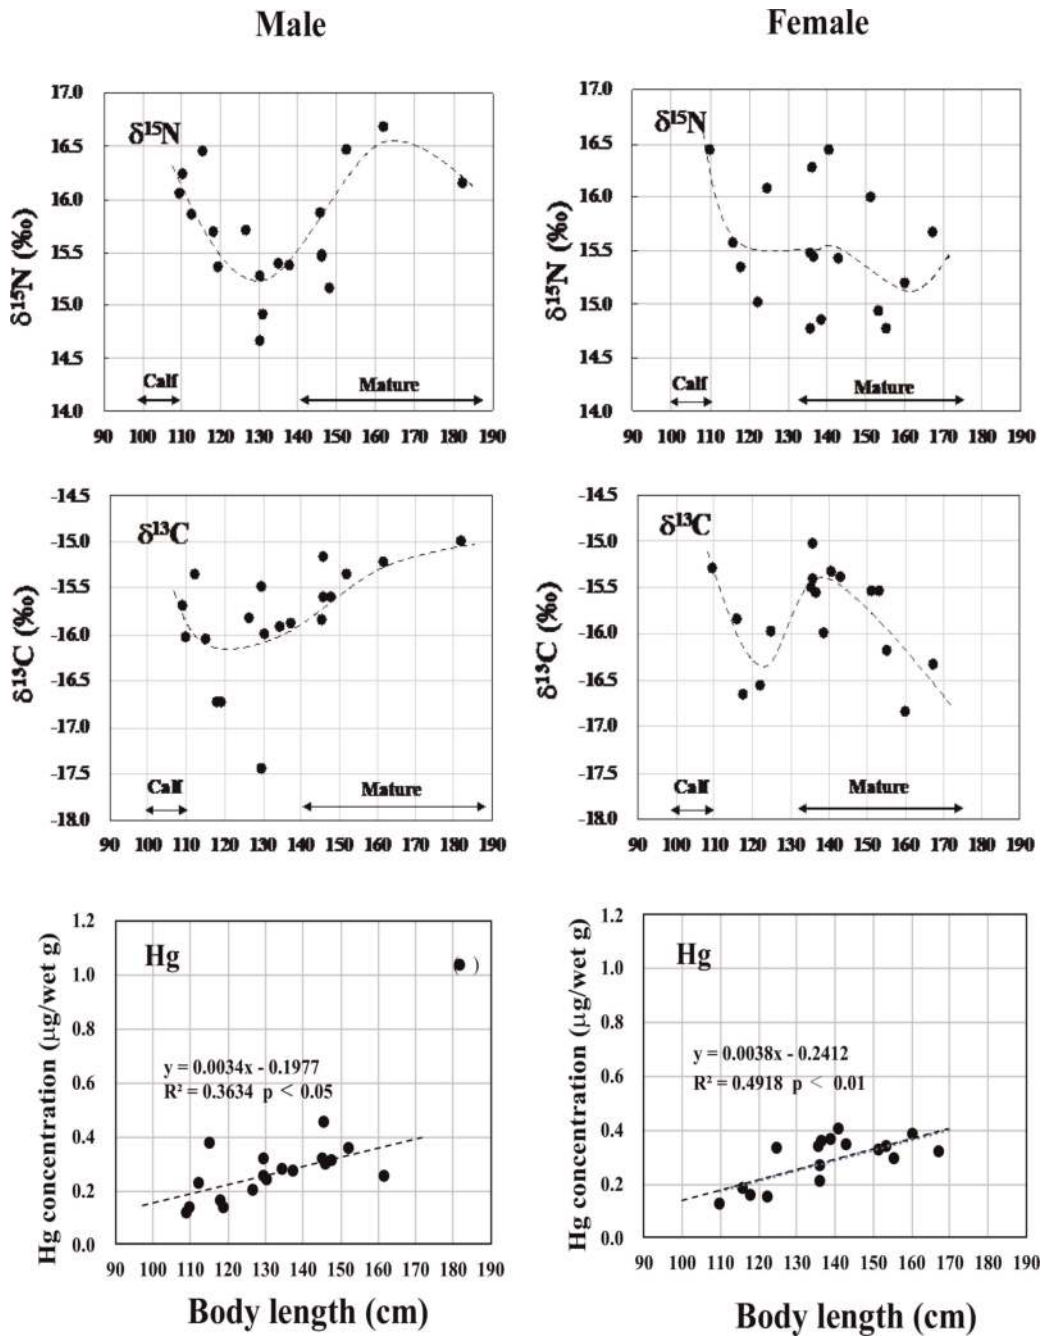 Male
Female
δ¹⁵N (‰)
17.0
16.5
16.0
15.5
15.0
14.5
14.0
δ¹⁵N
Calf
Mature
90 100 110 120 130 140 150 160 170 180 190
δ¹⁵N (‰)
17.0
16.5
16.0
15.5
15.0
14.5
14.0
δ¹⁵N
Calf
Mature
90 100 110 120 130 140 150 160 170 180 190
δ¹³C (‰)
-14.5
-15.0
-15.5
-16.0
-16.5
-17.0
-17.5
-18.0
δ¹³C
Calf
Mature
90 100 110 120 130 140 150 160 170 180 190
δ¹³C (‰)
-14.5
-15.0
-15.5
-16.0
-16.5
-17.0
-17.5
-18.0
δ¹³C
Calf
Mature
90 100 110 120 130 140 150 160 170 180 190
Hg concentration (µg/wet g)
1.2
1.0
0.8
0.6
0.4
0.2
0.0
Hg
( )
y = 0.0034x - 0.1977
R² = 0.3634 p < 0.05
90 100 110 120 130 140 150 160 170 180 190
Body length (cm)
Hg concentration (µg/wet g)
1.2
1.0
0.8
0.6
0.4
0.2
0.0
Hg
y = 0.0038x - 0.2412
R² = 0.4918 p < 0.01
90 100 110 120 130 140 150 160 170 180 190
Body length (cm)